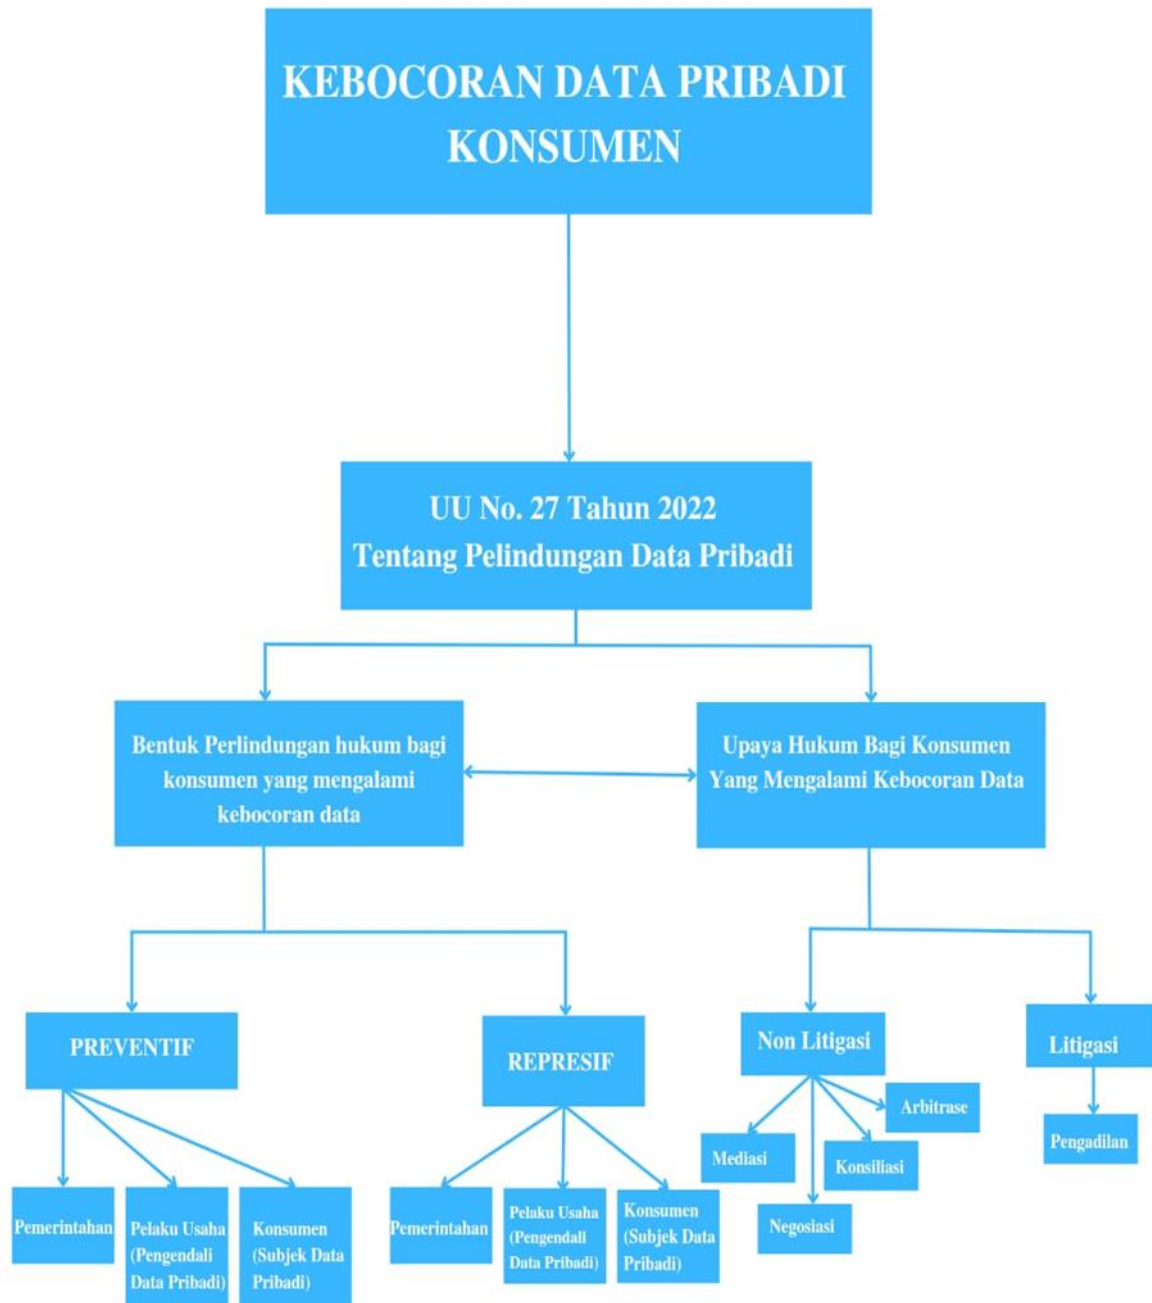 KEBOCORAN DATA PRIBADI
KONSUMEN
UU No. 27 Tahun 2022
Tentang Pelindungan Data Pribadi
Bentuk Perlindungan hukum bagi
konsumen yang mengalami
kebocoran data
Upaya Hukum Bagi Konsumen
Yang Mengalami Kebocoran Data
PREVENTIF
REPRESIF
Non Litigasi
Litigasi
Pemerintahan
Pelaku Usaha
(Pengendali
Data Pribadi)
Konsumen
(Subjek Data
Pribadi)
Pemerintahan
Pelaku Usaha
(Pengendali
Data Pribadi)
Konsumen
(Subjek Data
Pribadi)
Mediasi
Negosiasi
Konsiliasi
Arbitrase
Pengadilan